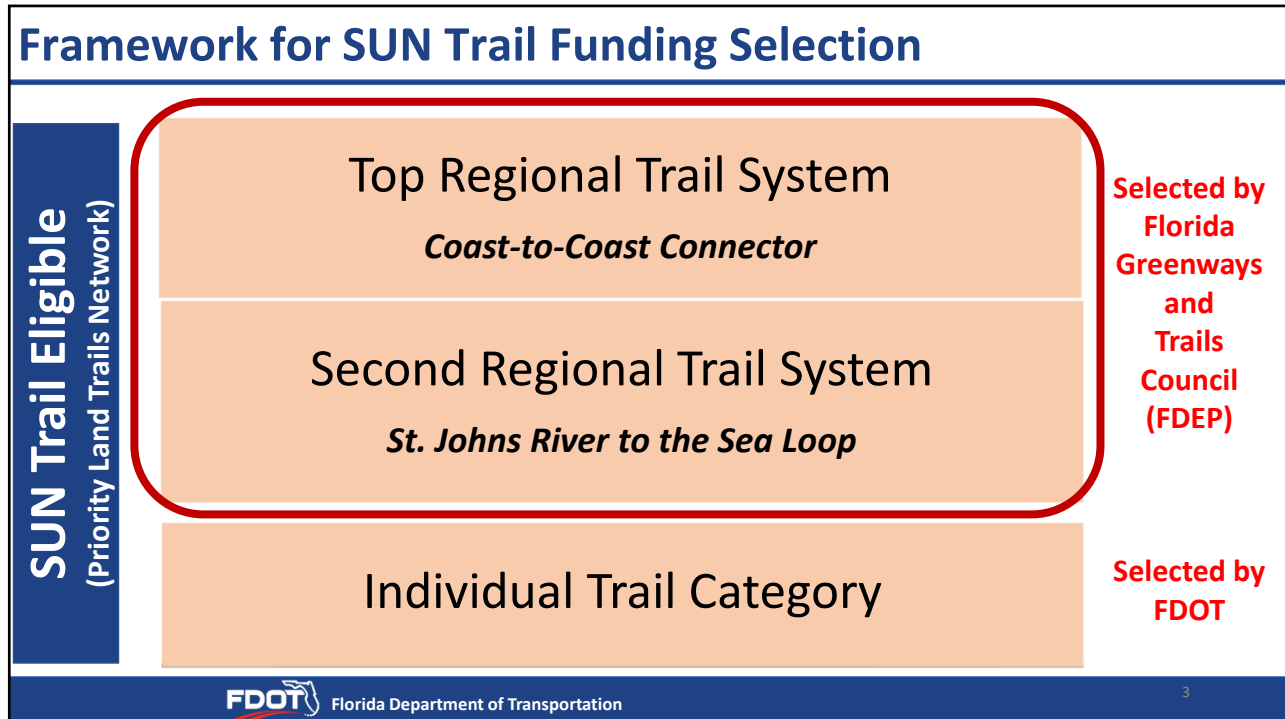 Framework for SUN Trail Funding Selection
SUN Trail Eligible
(Priority Land Trails Network)
Top Regional Trail System
Coast-to-Coast Connector
Second Regional Trail System
St. Johns River to the Sea Loop
Individual Trail Category
Selected by
Florida
Greenways
and
Trails
Council
(FDEP)
Selected by
FDOT
FDOT
Florida Department of Transportation
3